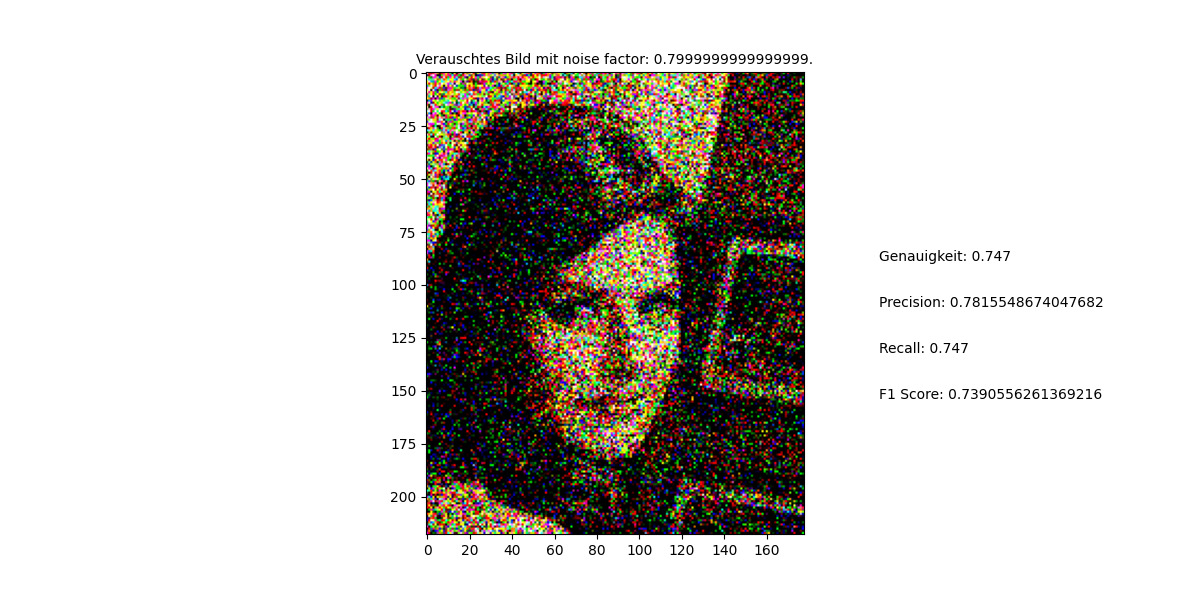 Verauschtes Bild mit noise factor: 0.7999999999999999.
0
25
50
75
100
125
150
175
200
0 20 40 60 80 100 120 140 160
Genauigkeit: 0.747
Precision: 0.7815548674047682
Recall: 0.747
F1 Score: 0.7390556261369216